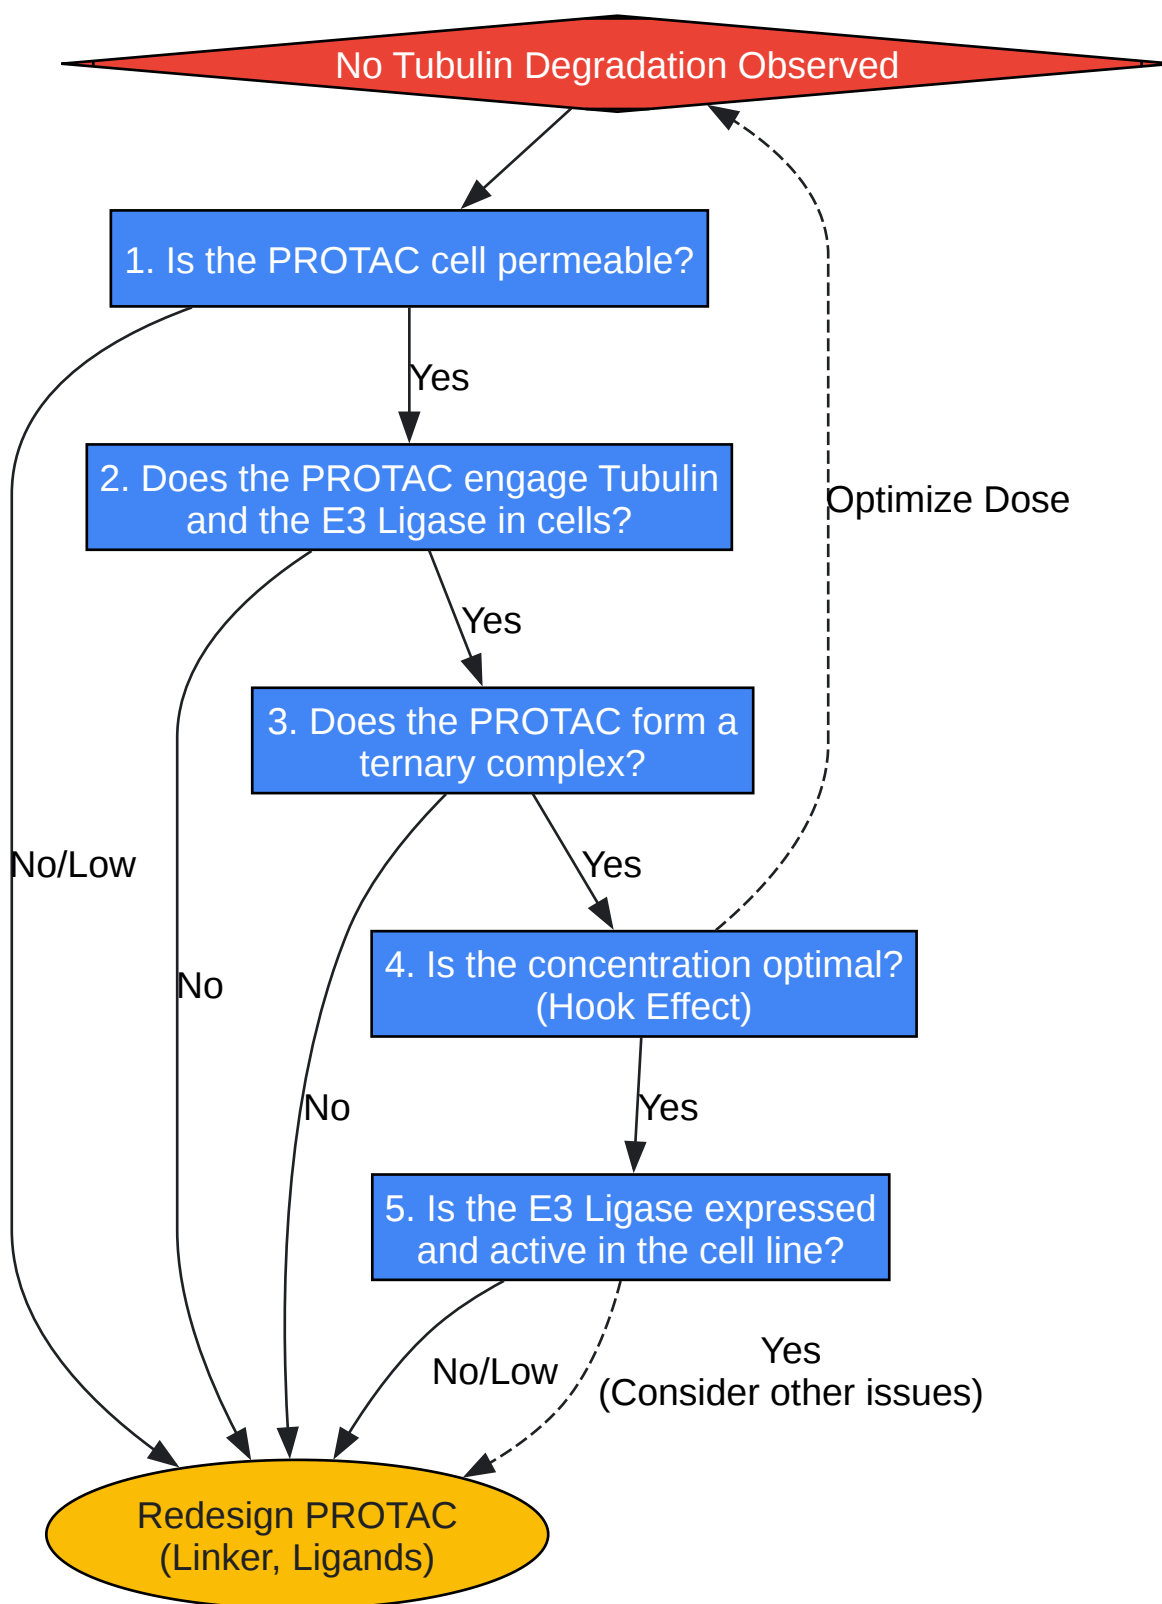 No Tubulin Degradation Observed
1. Is the PROTAC cell permeable?
Yes
2. Does the PROTAC engage Tubulin
and the E3 Ligase in cells?
Optimize Dose
Yes
3. Does the PROTAC form a
ternary complex?
No/Low
Yes
4. Is the concentration optimal?
(Hook Effect)
No
No
Yes
5. Is the E3 Ligase expressed
and active in the cell line?
No/Low
Yes
(Consider other issues)
Redesign PROTAC
(Linker, Ligands)